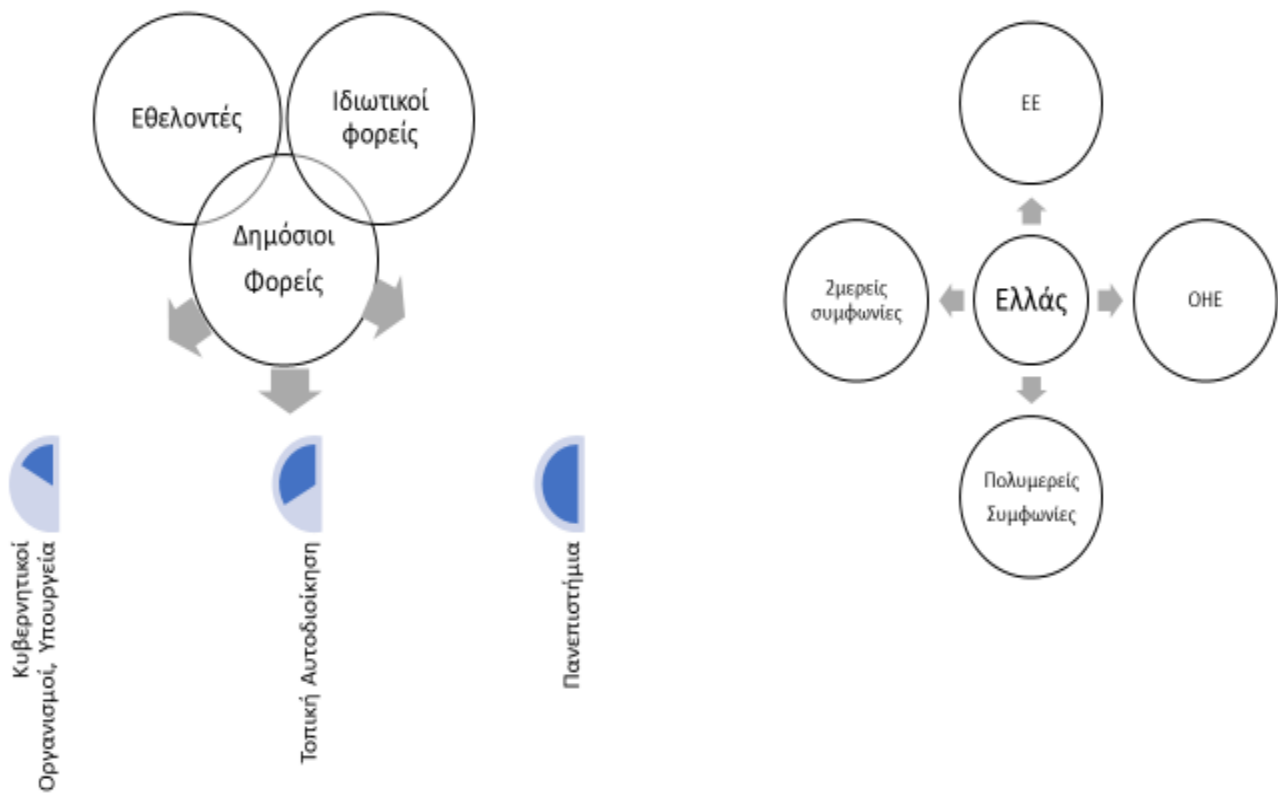 Εθελοντές
Ιδιωτικοί
φορείς
Δημόσιοι
Φορείς
Κυβερνητικοί
Οργανισμοί, Υπουργεία
Τοπική Αυτοδιοίκηση
Πανεπιστήμια
ΕΕ
2μερείς
συμφωνίες
Ελλάς
ΟΗΕ
Πολυμερείς
Συμφωνίες